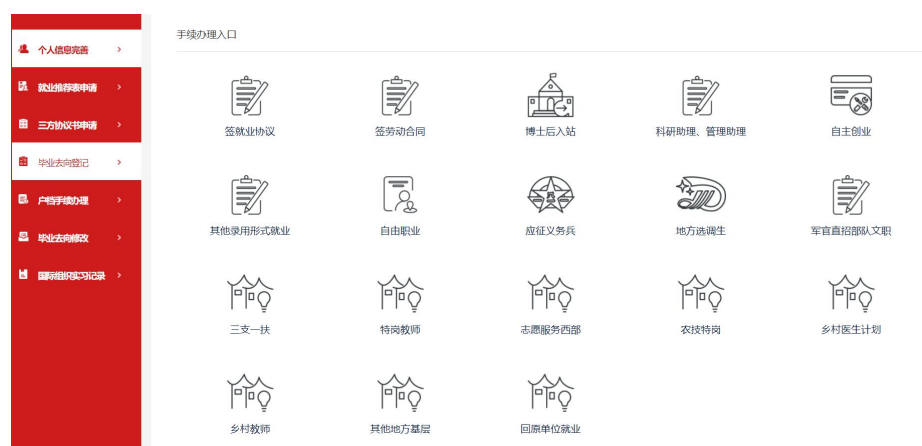 手续办理入口
个人信息完善
就业推荐表申请
三方协议书申请
毕业去向登记
户档手续办理
毕业去向修改
国际组织实习记录
签就业协议
签劳动合同
博士后入站
科研助理、管理助理
自主创业
其他录用形式就业
自由职业
应征义务兵
地方选调生
军官直招部队文职
三支一扶
特岗教师
志愿服务西部
农技特岗
乡村医生计划
乡村教师
其他地方基层
回原单位就业